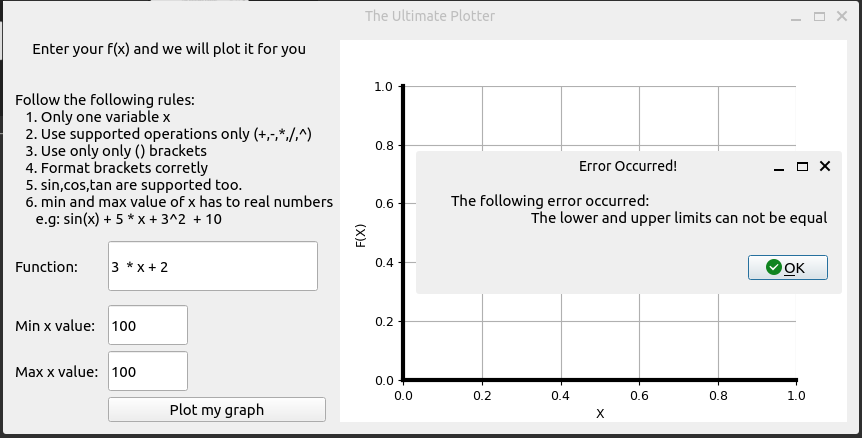 The Ultimate Plotter
Enter your f(x) and we will plot it for you
Follow the following rules:
1. Only one variable x
2. Use supported operations only (+,-,*,/,^)
3. Use only only () brackets
4. Format brackets corretly
5. sin,cos,tan are supported too.
6. min and max value of x has to real numbers
e.g: sin(x) + 5 * x + 3^2 + 10
Function:
3 * x + 2
Min x value:
100
Max x value:
100
Plot my graph
1.0
0.8
0.6
0.4
0.2
0.0
F(X)
0.0 0.2 0.4 0.6 0.8 1.0
X
Error Occurred!
The following error occurred:
The lower and upper limits can not be equal
OK